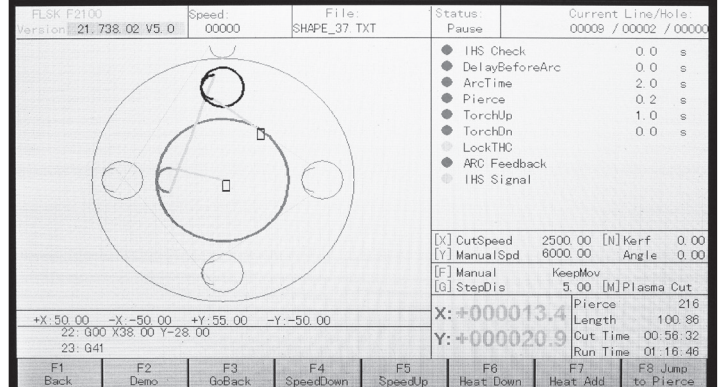 FLSK F2100
Version 21.738.02 V5.0
Speed:
00000
File:
SHAPE_37.TXT
Status:
Pause
Current Line/Hole:
00009 / 00002 / 00000
IHS Check 0.0 s
DelayBeforeArc 0.0 s
ArcTime 2.0 s
Pierce 0.2 s
TorchUp 1.0 s
TorchDn 0.0 s
LockTHC
ARC Feedback
IHS Signal
[X] CutSpeed 2500.00 [N] Kerf 0.00
[Y] ManualSpd 6000.00 Angle 0.00
[F] Manual KeepMov
[G] StepDis 5.00 [M] Plasma Cut
X: +000013.4
Y: +000020.9
Pierce 216
Length 100.86
Cut Time 00:56:32
Run Time 01:16:46
+X:50.00 -X:-50.00 +Y:55.00 -Y:-50.00
22: G00 X38.00 Y-28.00
23: G41
F1 F2 F3 F4 F5 F6 F7 F8 Jump
Back Demo GoBack SpeedDown SpeedUp Heat Down Heat Add to Pierce